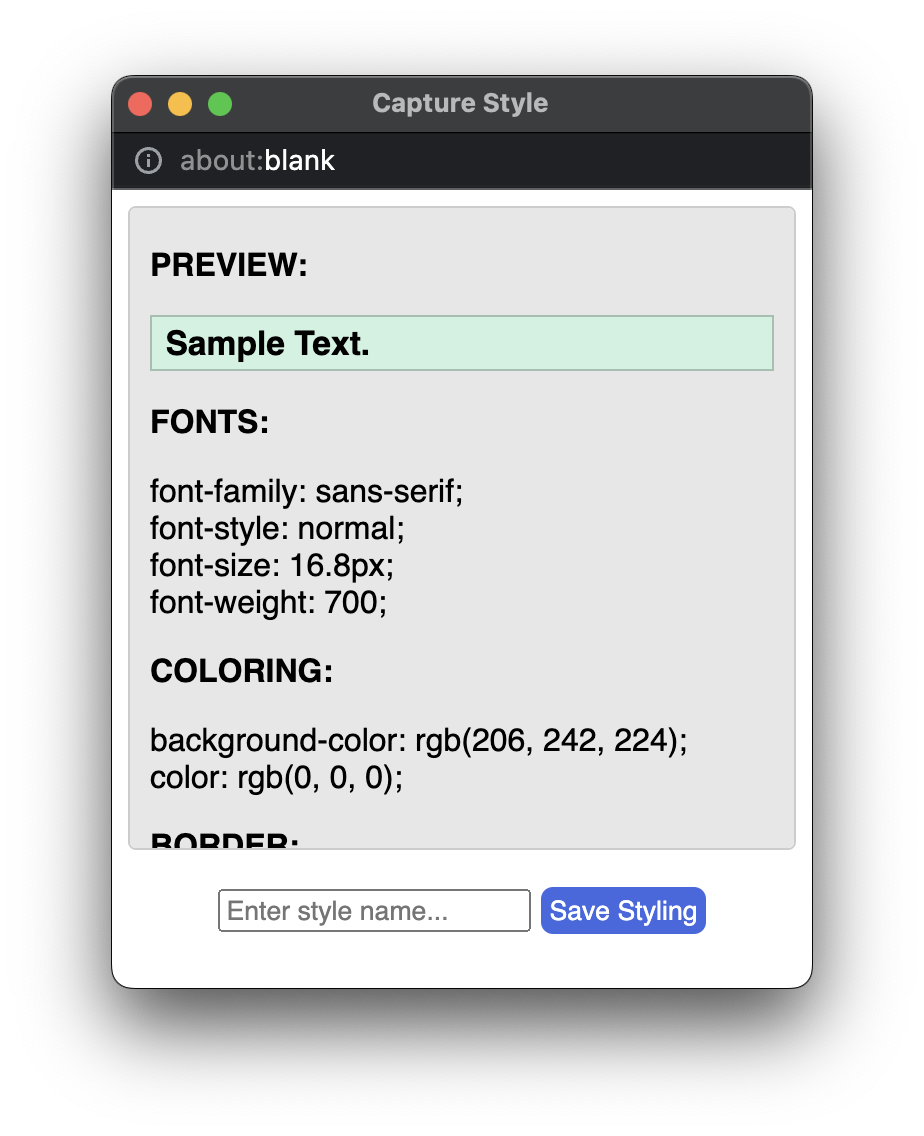 Capture Style
about:blank
PREVIEW:
Sample Text.
FONTS:
font-family: sans-serif;
font-style: normal;
font-size: 16.8px;
font-weight: 700;
COLORING:
background-color: rgb(206, 242, 224);
color: rgb(0, 0, 0);
BORDER:
Enter style name...
Save Styling